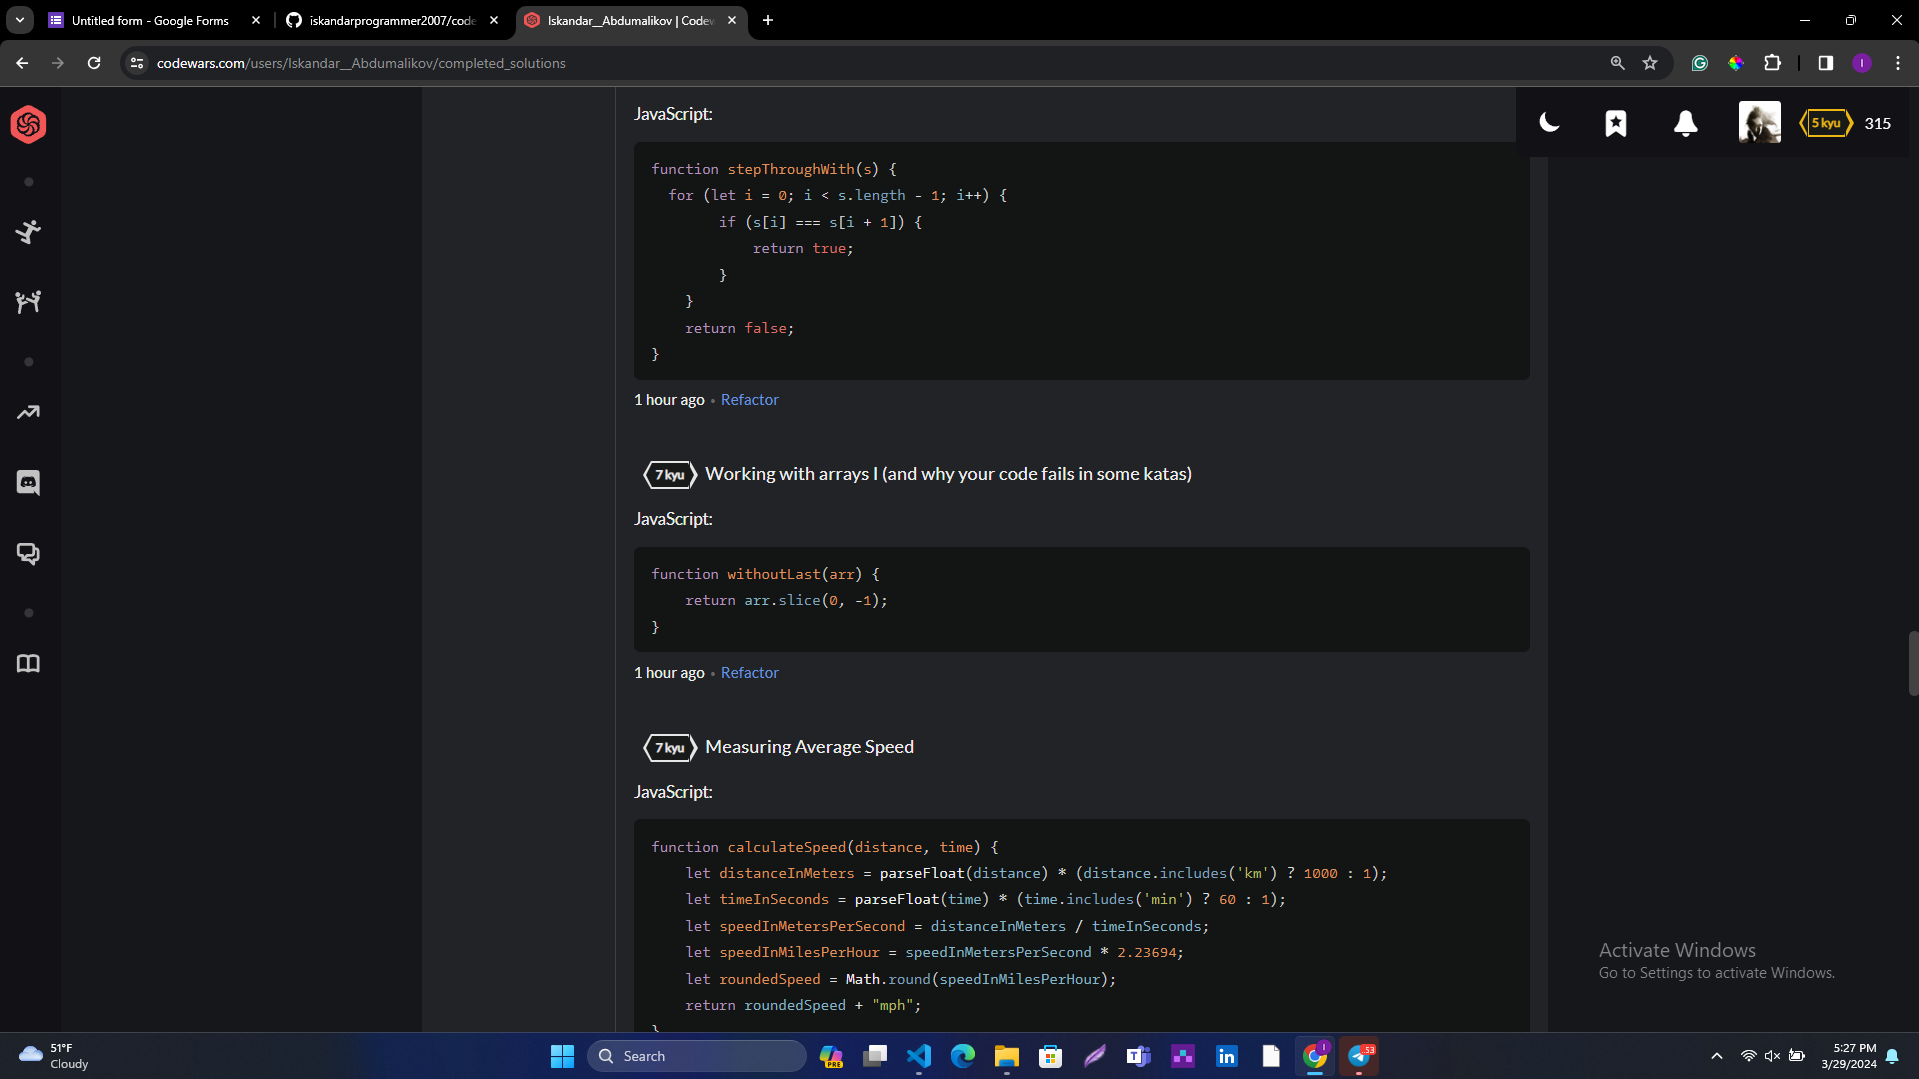 Untitled form - Google Forms
iskandarprogrammer2007/code
Iskandar__Abdumalikov | Codew
codewars.com/users/Iskandar__Abdumalikov/completed_solutions
I
JavaScript:
5 kyu
315
function stepThroughWith(s) {
for (let i = 0; i < s.length - 1; i++) {
if (s[i] === s[i + 1]) {
return true;
}
}
return false;
}
1 hour ago • Refactor
7 kyu Working with arrays I (and why your code fails in some katas)
JavaScript:
function withoutLast(arr) {
return arr.slice(0, -1);
}
1 hour ago • Refactor
7 kyu Measuring Average Speed
JavaScript:
function calculateSpeed(distance, time) {
let distanceInMeters = parseFloat(distance) * (distance.includes('km') ? 1000 : 1);
let timeInSeconds = parseFloat(time) * (time.includes('min') ? 60 : 1);
let speedInMetersPerSecond = distanceInMeters / timeInSeconds;
let speedInMilesPerHour = speedInMetersPerSecond * 2.23694;
let roundedSpeed = Math.round(speedInMilesPerHour);
return roundedSpeed + "mph";
}
Activate Windows
Go to Settings to activate Windows.
51°F
Cloudy
Search
PRE
53
5:27 PM
3/29/2024